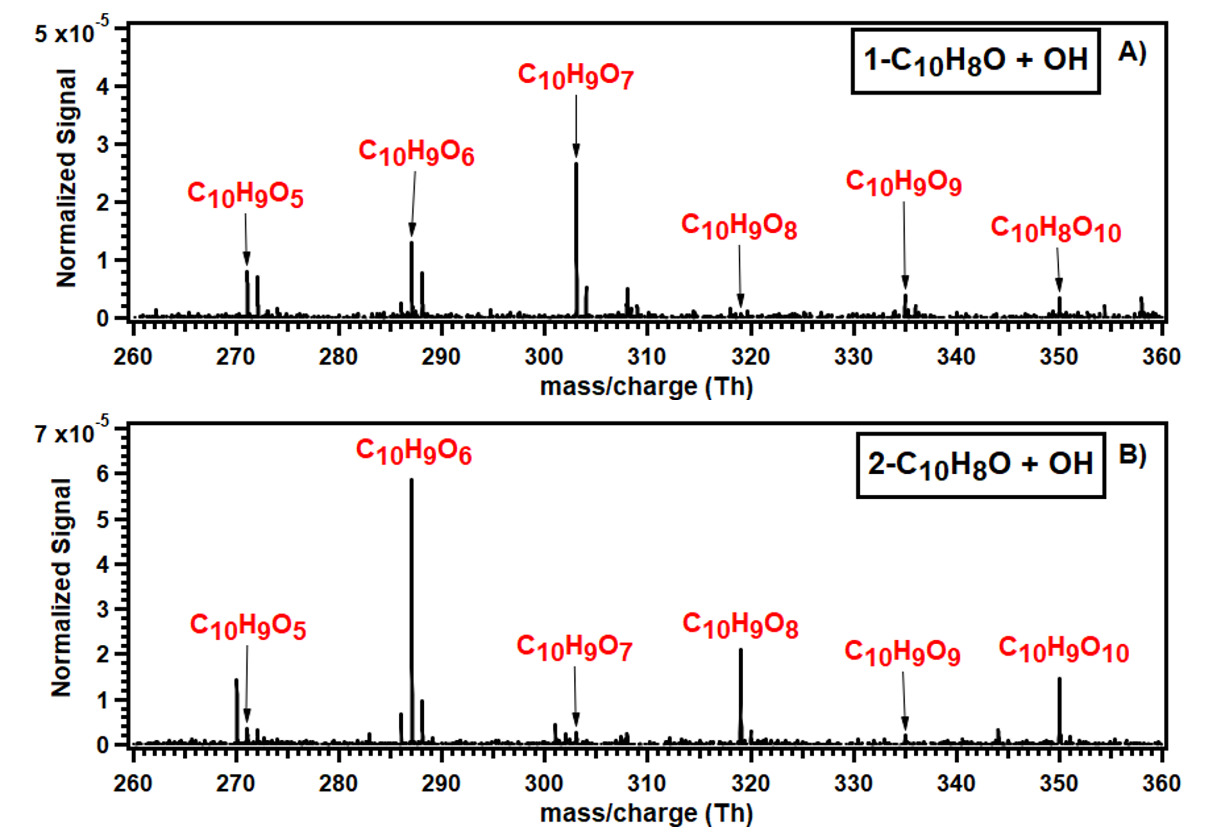 5 x10-5
1-C10H8O + OH
A)
C10H9O7
4
C10H9O6
3
C10H9O5
C10H9O9
C10H9O8
C10H8O10
2
1
0
Normalized Signal
260 270 280 290 300 310 320 330 340 350 360
mass/charge (Th)
7 x10-5
2-C10H8O + OH
B)
C10H9O6
6
5
4
C10H9O5
C10H9O7
C10H9O8
C10H9O9
C10H9O10
3
2
1
0
Normalized Signal
260 270 280 290 300 310 320 330 340 350 360
mass/charge (Th)